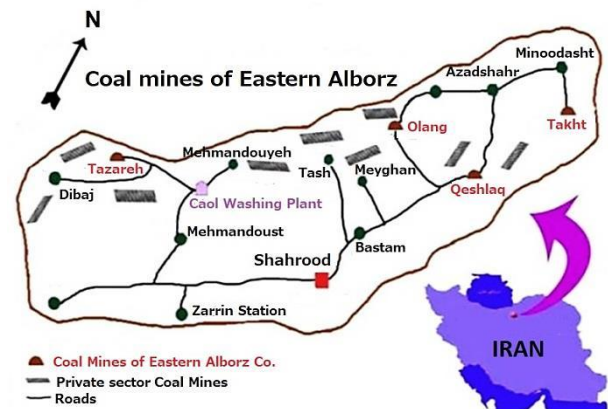 N
Coal mines of Eastern Alborz
Minoodasht
Azadshahr
Olang
Takht
Mehmandouyeh
Tazareh
Tash
Meyghan
Qeshlaq
Dibaj
Caol Washing Plant
Mehmandoust
Bastam
Shahrood
Zarrin Station
IRAN
Coal Mines of Eastern Alborz Co.
Private sector Coal Mines
Roads